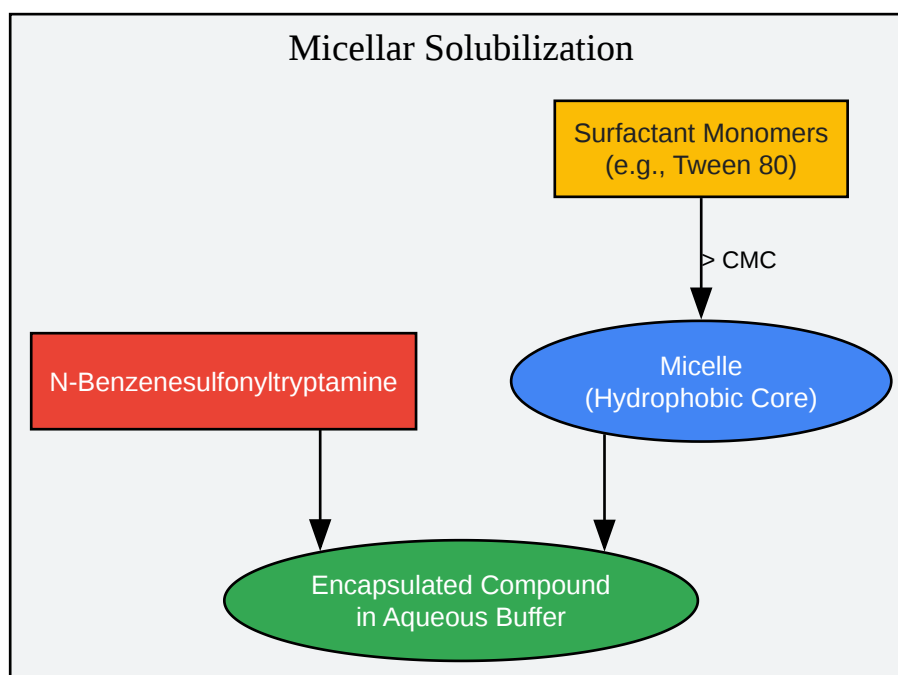 Micellar Solubilization
Surfactant Monomers
(e.g., Tween 80)
> CMC
N-Benzenesulfonyltryptamine
Micelle
(Hydrophobic Core)
Encapsulated Compound
in Aqueous Buffer